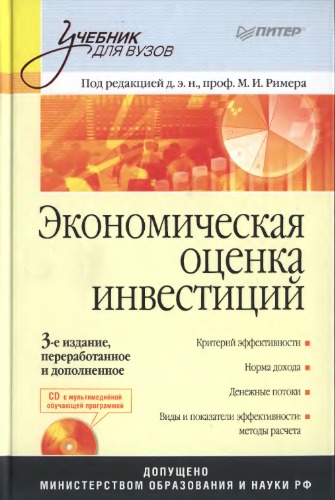 УЧЕБНИК
ДЛЯ ВУЗОВ
ПИТЕР
Под редакцией д. э. н., проф. М. И. Римера
Экономическая
оценка
инвестиций
3-е издание,
переработанное
и дополненное
Критерий эффективности
Норма дохода
Денежные потоки
Виды и показатели эффективности:
методы расчета
CD с мультимедийной
обучающей программой
ДОПУЩЕНО
МИНИСТЕРСТВОМ ОБРАЗОВАНИЯ И НАУКИ РФ